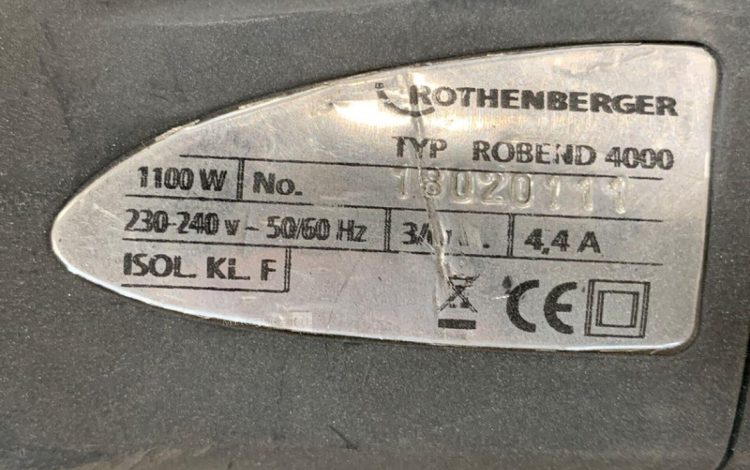 ROTHENBERGER
TYP ROBEND 4000
1100 W No. 18020111
230-240 v ~ 50/60 Hz 4,4 A
ISOL. KL. F CE